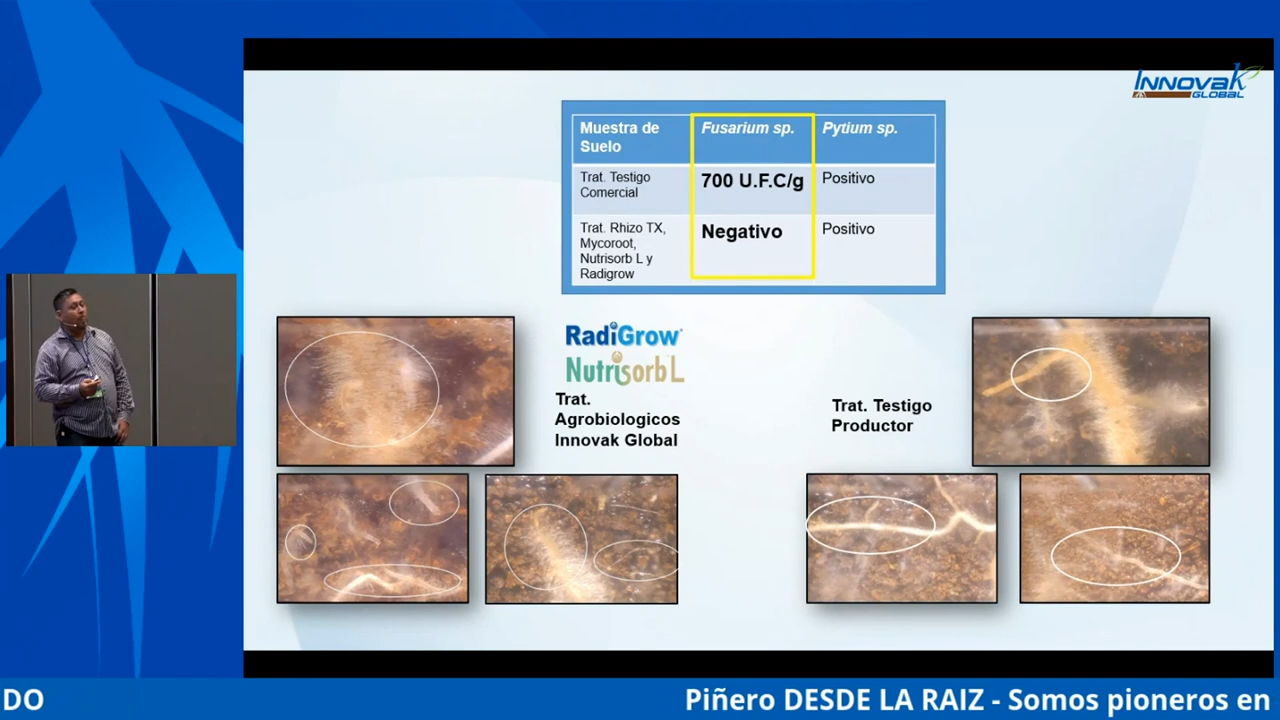 INNOVAK
GLOBAL
Muestra de
Suelo
Fusarium sp.
Pytium sp.
Trat. Testigo
Comercial
700 U.F.C/g
Positivo
Trat. Rhizo TX,
Mycoroot,
Nutrisorb L y
Radigrow
Negativo
Positivo
RadiGrow
Nutrisorb L
Trat.
Agrobiologicos
Innovak Global
Trat. Testigo
Productor
DO
Piñero DESDE LA RAIZ - Somos pioneros en